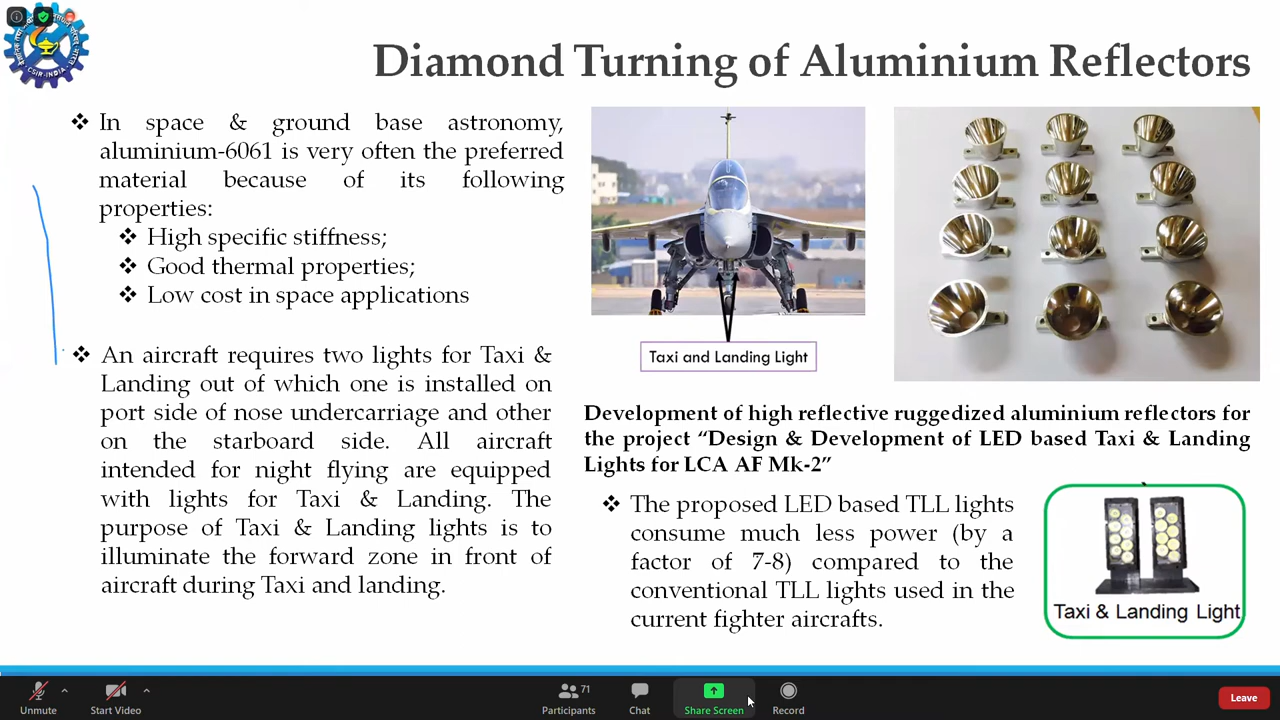 Diamond Turning of Aluminium Reflectors
❖ In space & ground base astronomy,
aluminium-6061 is very often the preferred
material because of its following
properties:
❖ High specific stiffness;
❖ Good thermal properties;
❖ Low cost in space applications
❖ An aircraft requires two lights for Taxi &
Landing out of which one is installed on
port side of nose undercarriage and other
on the starboard side. All aircraft
intended for night flying are equipped
with lights for Taxi & Landing. The
purpose of Taxi & Landing lights is to
illuminate the forward zone in front of
aircraft during Taxi and landing.
Taxi and Landing Light
Development of high reflective ruggedized aluminium reflectors for
the project “Design & Development of LED based Taxi & Landing
Lights for LCA AF Mk-2”
❖ The proposed LED based TLL lights
consume much less power (by a
factor of 7-8) compared to the
conventional TLL lights used in the
current fighter aircrafts.
Taxi & Landing Light
CSIR-INDIA
Unmute
Start Video
71
Participants
Chat
Share Screen
Record
Leave